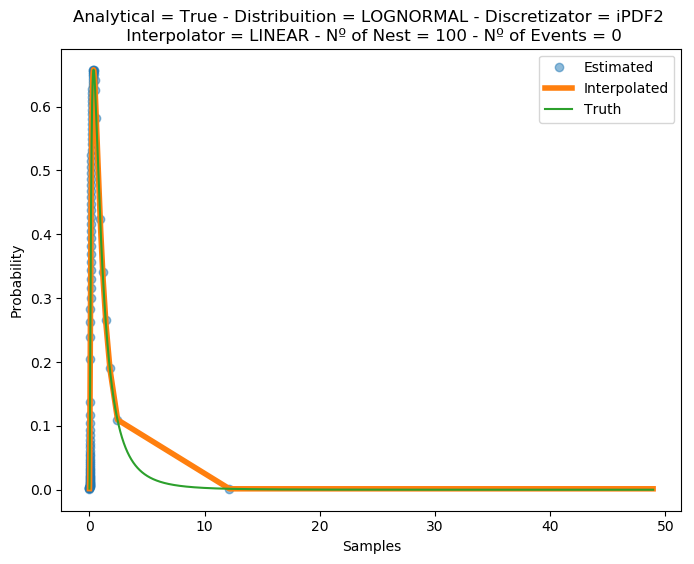 Analytical = True - Distribuition = LOGNORMAL - Discretizator = iPDF2
Interpolator = LINEAR - Nº of Nest = 100 - Nº of Events = 0
Estimated
Interpolated
Truth
Probability
0.6
0.5
0.4
0.3
0.2
0.1
0.0
0 10 20 30 40 50
Samples